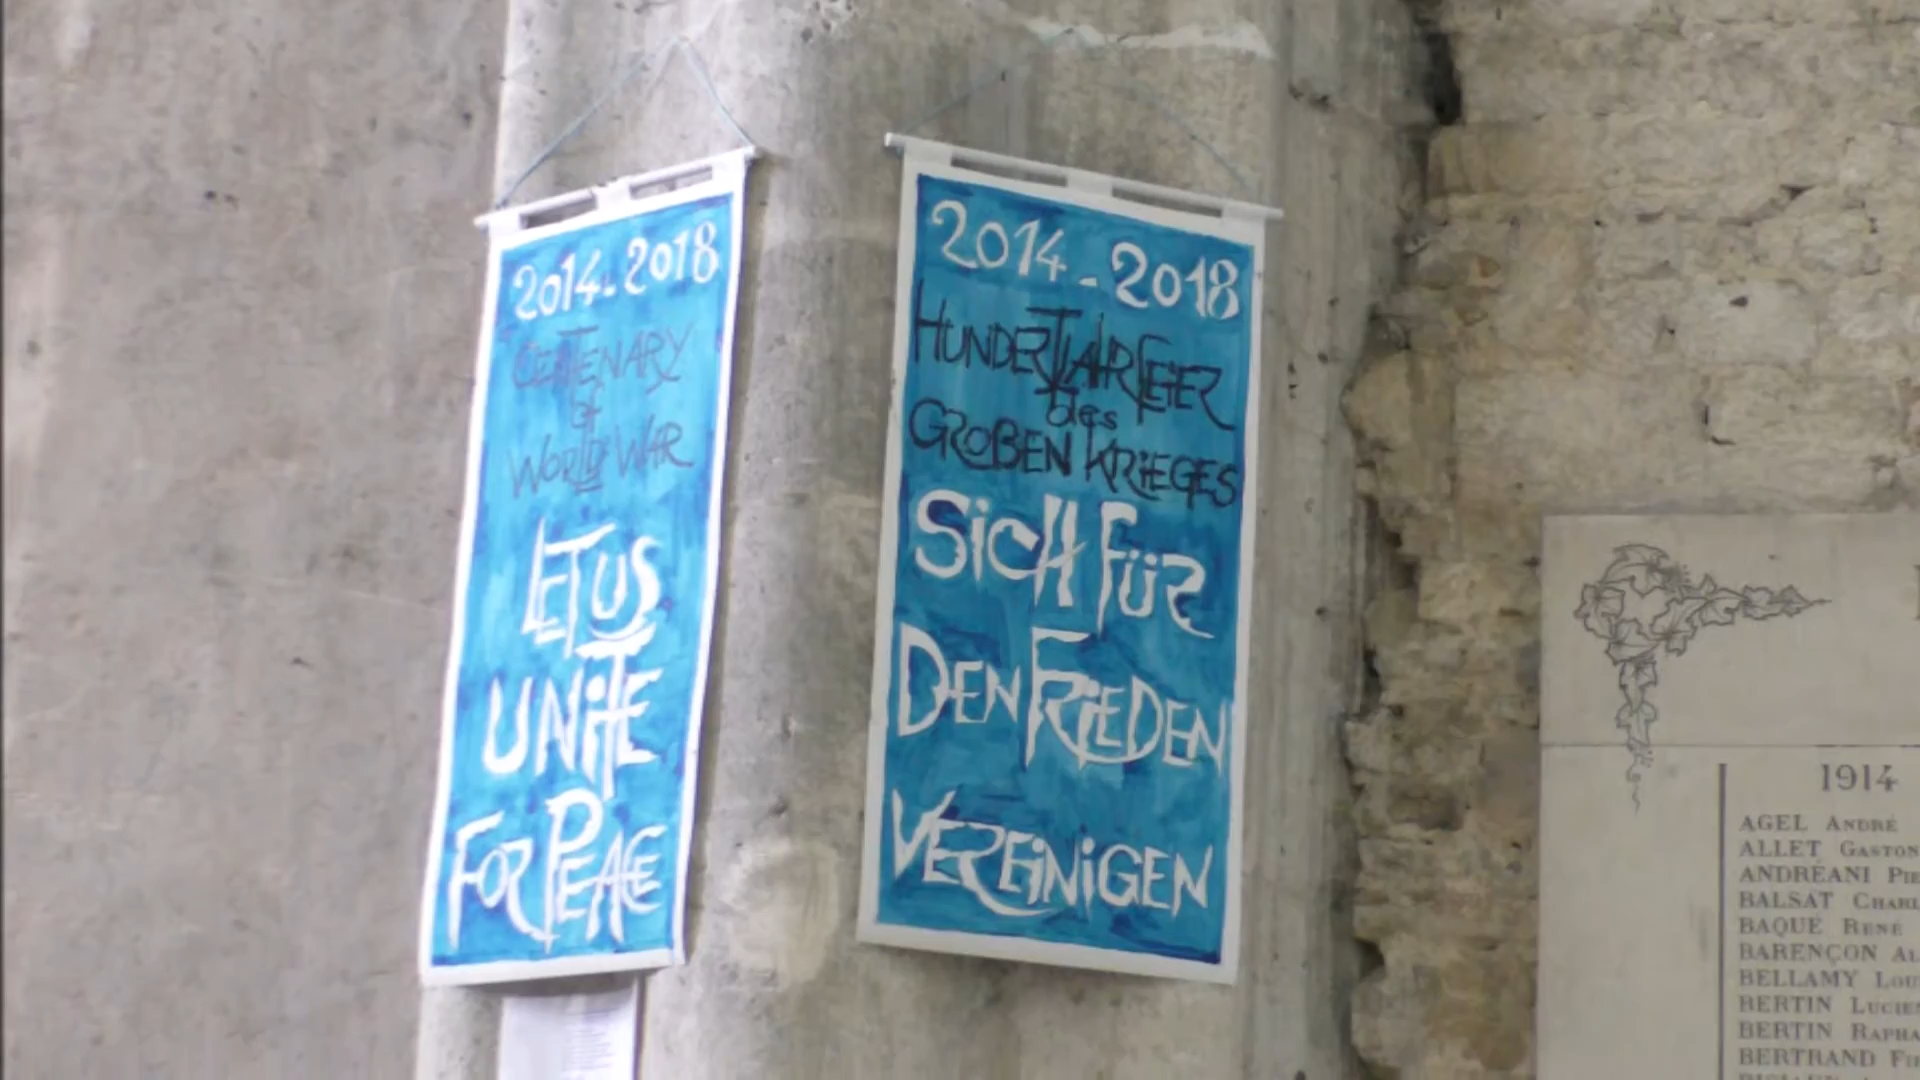 2014-2018
CENTENARY
of
WORLD WAR
LET US
UNITE
FOR PEACE
2014-2018
HUNDERTJAHRFEIER
des
GROßEN KRIEGES
SICH FÜR
DEN FRIEDEN
VEREINIGEN
1914
AGEL ANDRÉ
ALLET GASTON
ANDRÉANI
BALSAT
BAQUÉ RENÉ
BARENÇON
BELLAMY
BERTIN LUCIEN
BERTIN
BERTRAND